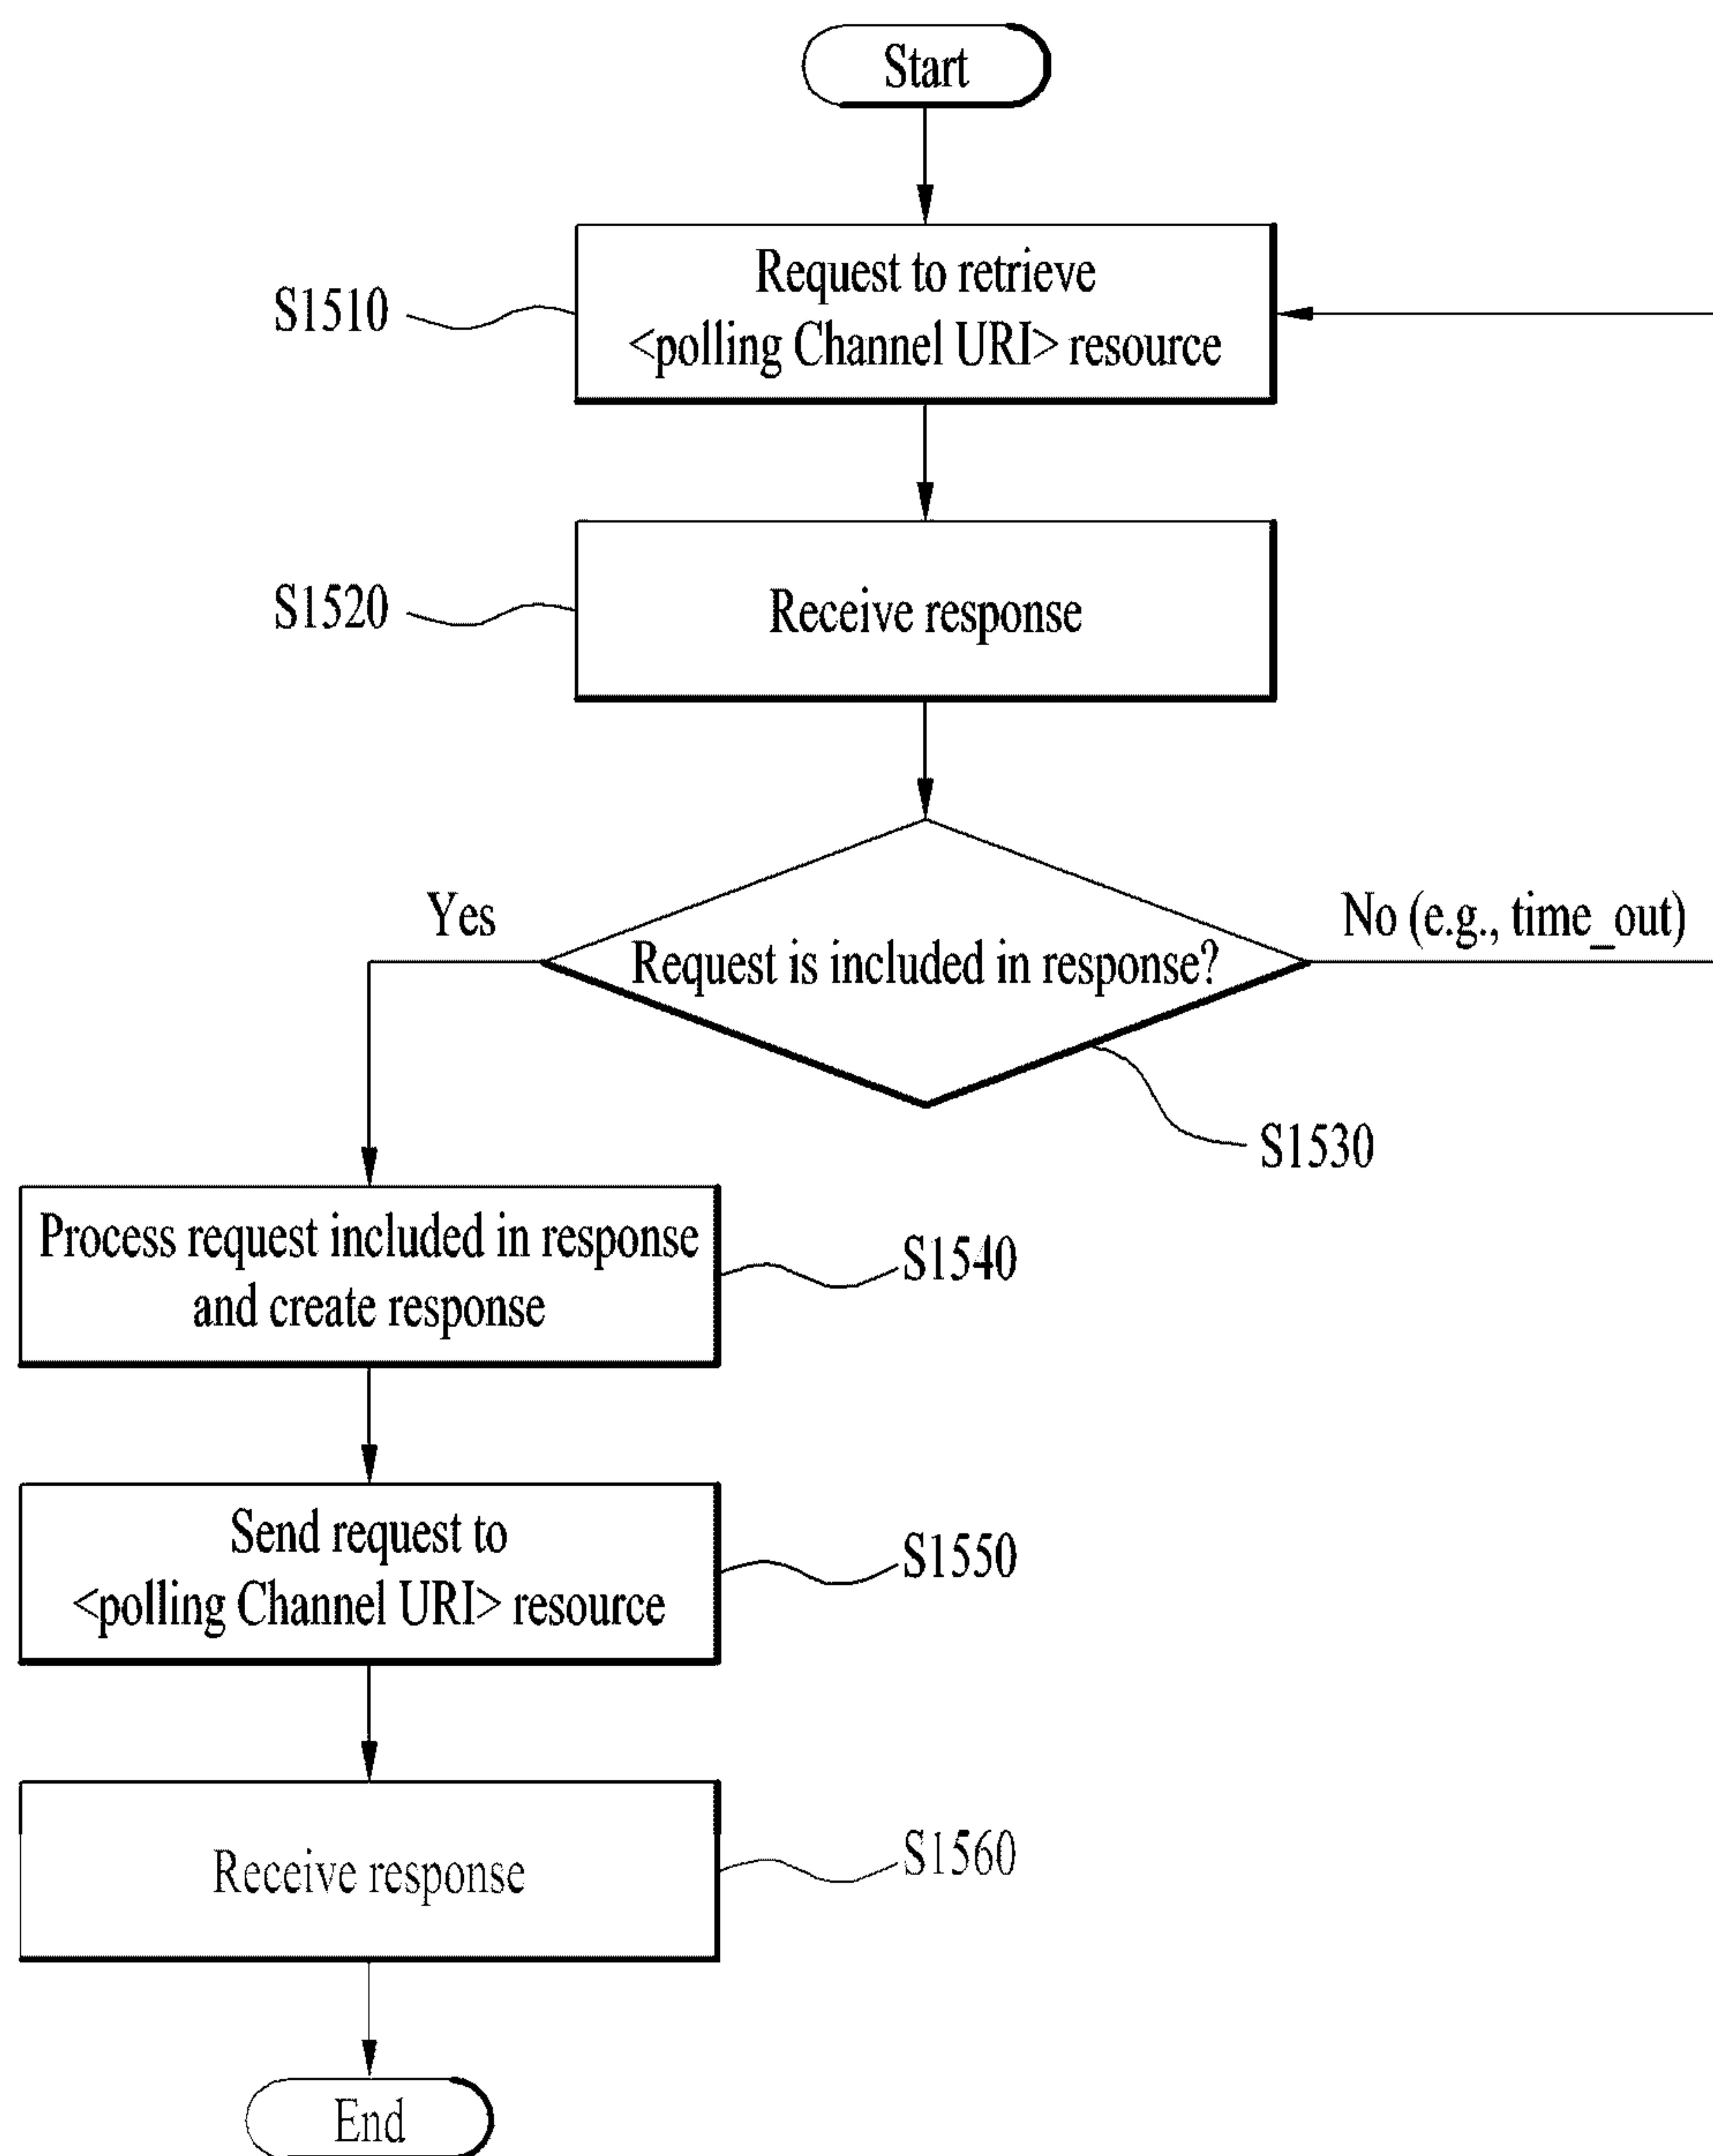 Start
S1510
Request to retrieve
<polling Channel URI> resource
S1520
Receive response
Yes
No (e.g., time_out)
Request is included in response?
S1530
Process request included in response
and create response
S1540
Send request to
<polling Channel URI> resource
S1550
Receive response
S1560
End